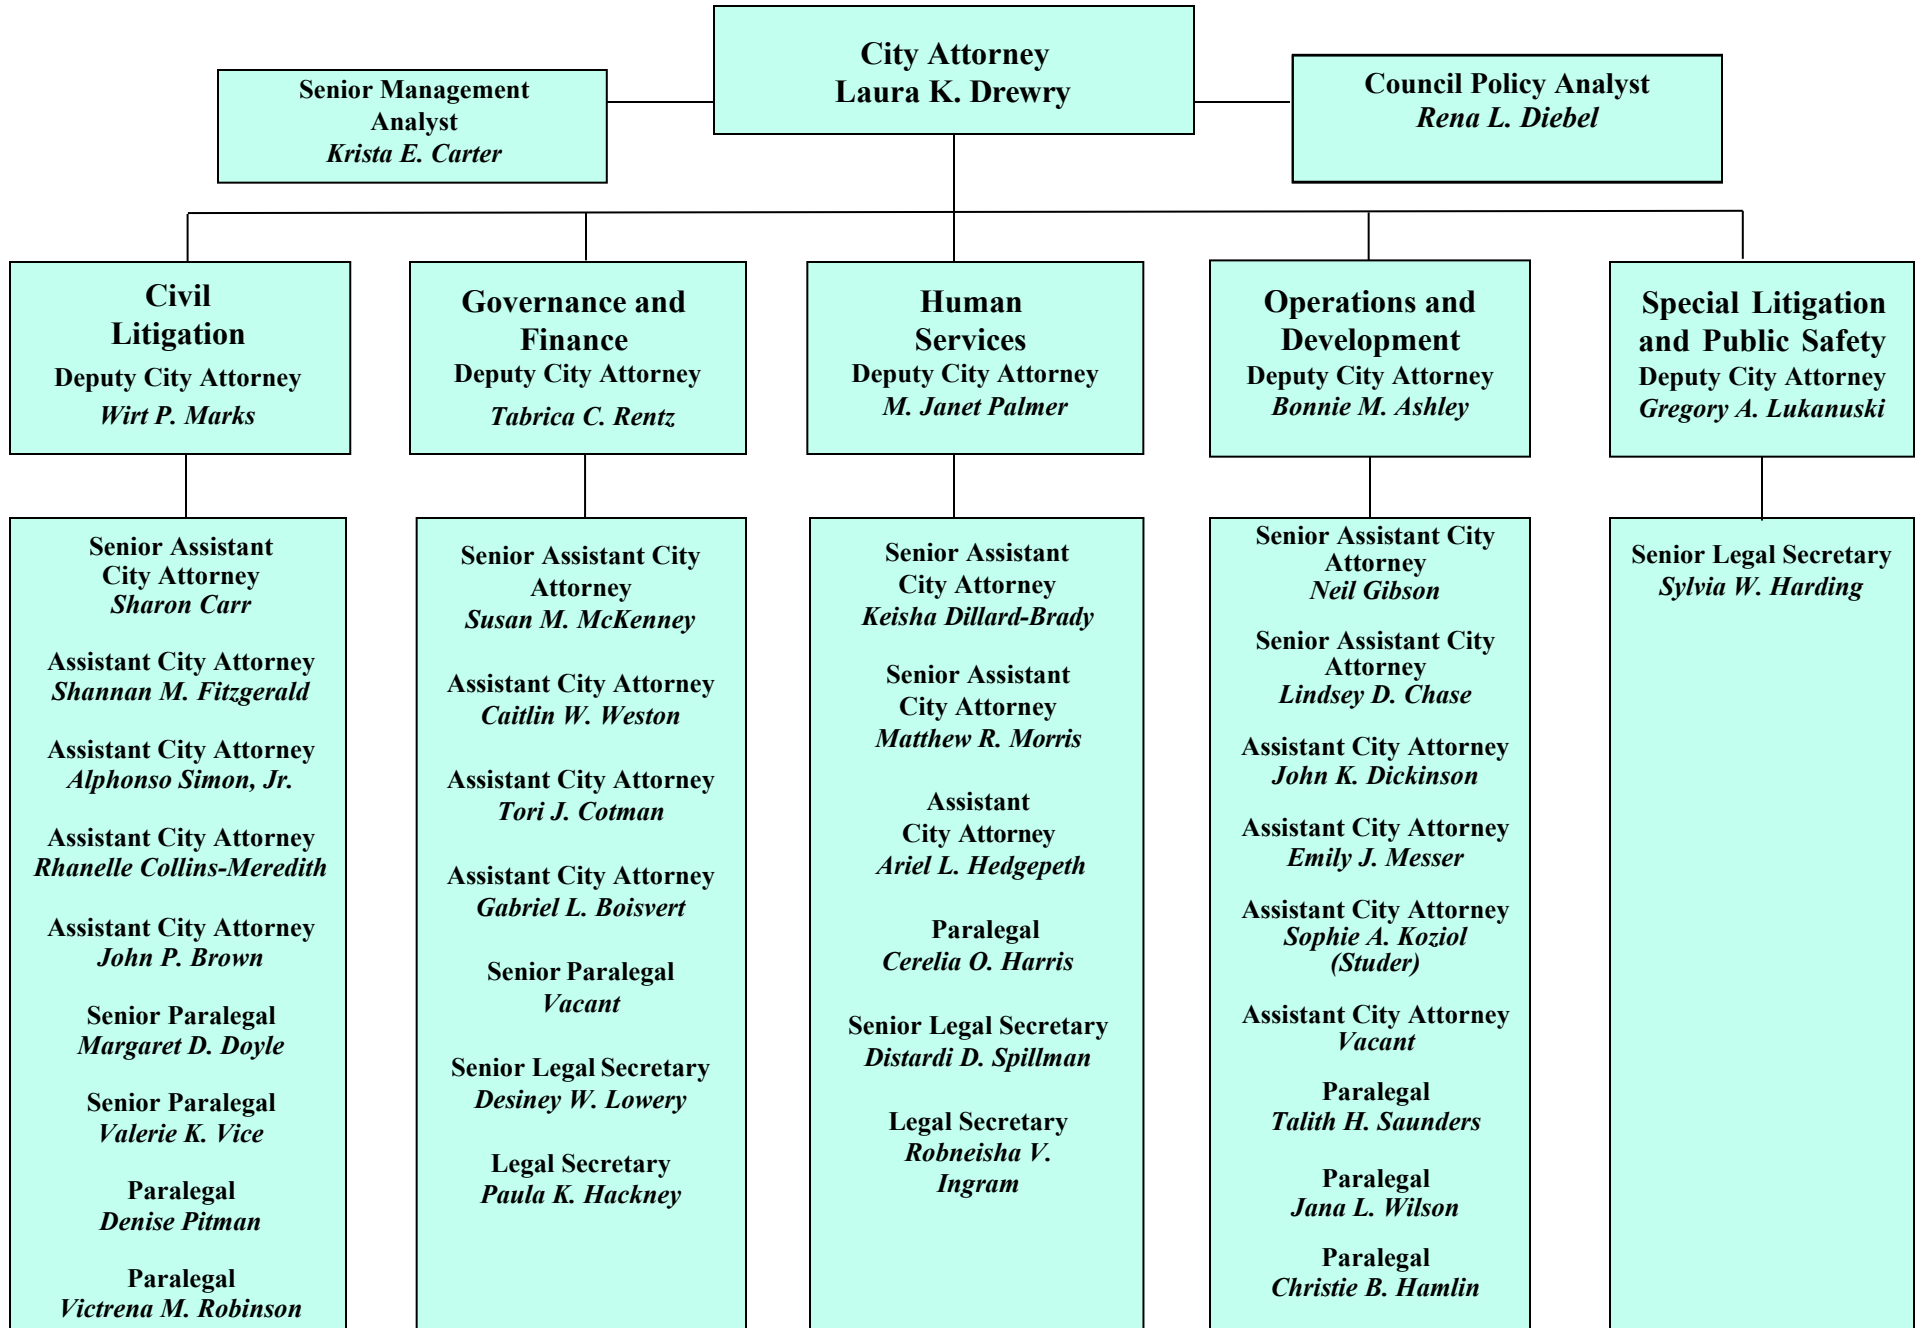 City Attorney
Laura K. Drewry
Senior Management
Analyst
Krista E. Carter
Council Policy Analyst
Rena L. Diebel
Civil
Litigation
Deputy City Attorney
Wirt P. Marks
Governance and
Finance
Deputy City Attorney
Tabrica C. Rentz
Human
Services
Deputy City Attorney
M. Janet Palmer
Operations and
Development
Deputy City Attorney
Bonnie M. Ashley
Special Litigation
and Public Safety
Deputy City Attorney
Gregory A. Lukanuski
Senior Assistant
City Attorney
Sharon Carr
Assistant City Attorney
Shannan M. Fitzgerald
Assistant City Attorney
Alphonso Simon, Jr.
Assistant City Attorney
Rhanelle Collins-Meredith
Assistant City Attorney
John P. Brown
Senior Paralegal
Margaret D. Doyle
Senior Paralegal
Valerie K. Vice
Paralegal
Denise Pitman
Paralegal
Victrena M. Robinson
Senior Assistant City
Attorney
Susan M. McKenney
Assistant City Attorney
Caitlin W. Weston
Assistant City Attorney
Tori J. Cotman
Assistant City Attorney
Gabriel L. Boisvert
Senior Paralegal
Vacant
Senior Legal Secretary
Desiney W. Lowery
Legal Secretary
Paula K. Hackney
Senior Assistant
City Attorney
Keisha Dillard-Brady
Senior Assistant
City Attorney
Matthew R. Morris
Assistant
City Attorney
Ariel L. Hedgepeth
Paralegal
Cerelia O. Harris
Senior Legal Secretary
Distardi D. Spillman
Legal Secretary
Robneisha V.
Ingram
Senior Assistant City
Attorney
Neil Gibson
Senior Assistant City
Attorney
Lindsey D. Chase
Assistant City Attorney
John K. Dickinson
Assistant City Attorney
Emily J. Messer
Assistant City Attorney
Sophie A. Koziol
(Studer)
Assistant City Attorney
Vacant
Paralegal
Talith H. Saunders
Paralegal
Jana L. Wilson
Paralegal
Christie B. Hamlin
Senior Legal Secretary
Sylvia W. Harding